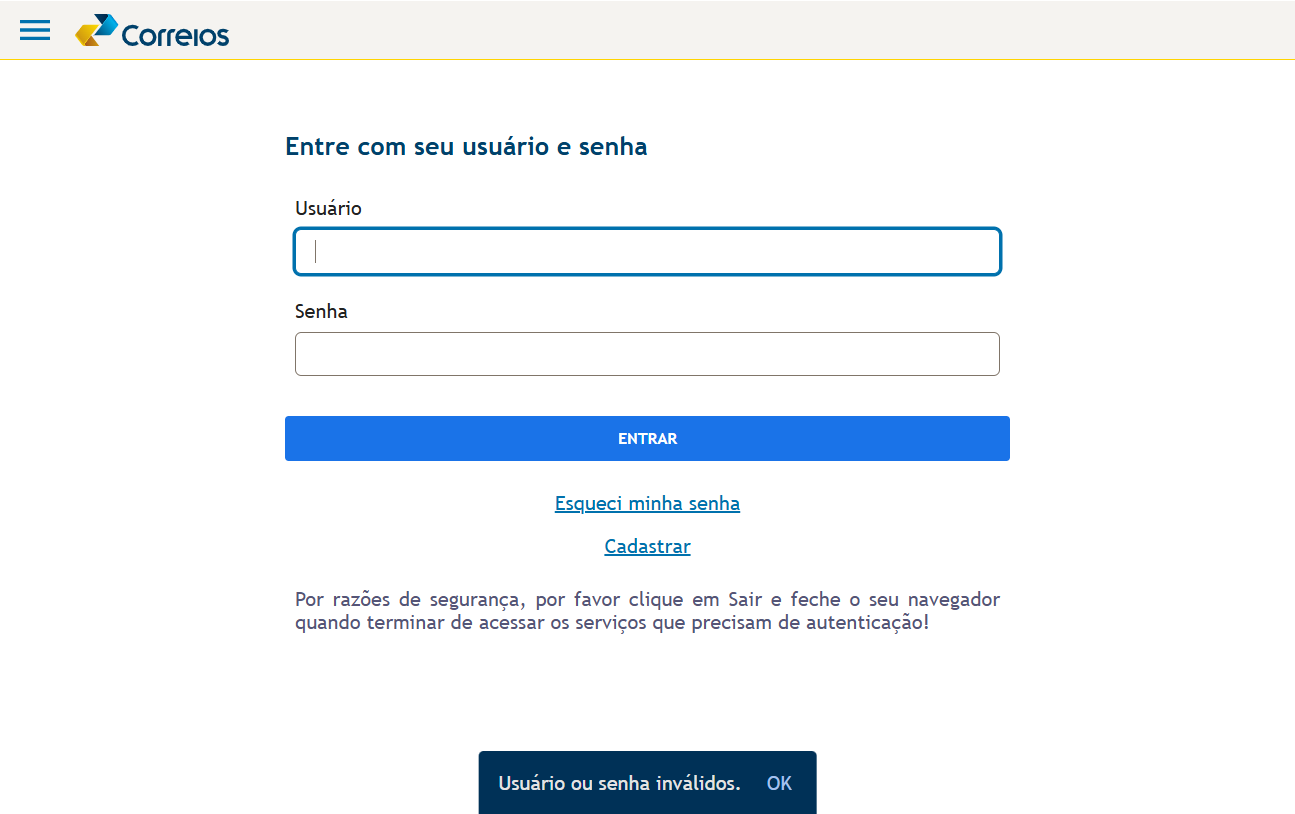 Correios
Entre com seu usuário e senha
Usuário
Senha
ENTRAR
Esqueci minha senha
Cadastrar
Por razões de segurança, por favor clique em Sair e feche o seu navegador
quando terminar de acessar os serviços que precisam de autenticação!
Usuário ou senha inválidos. OK